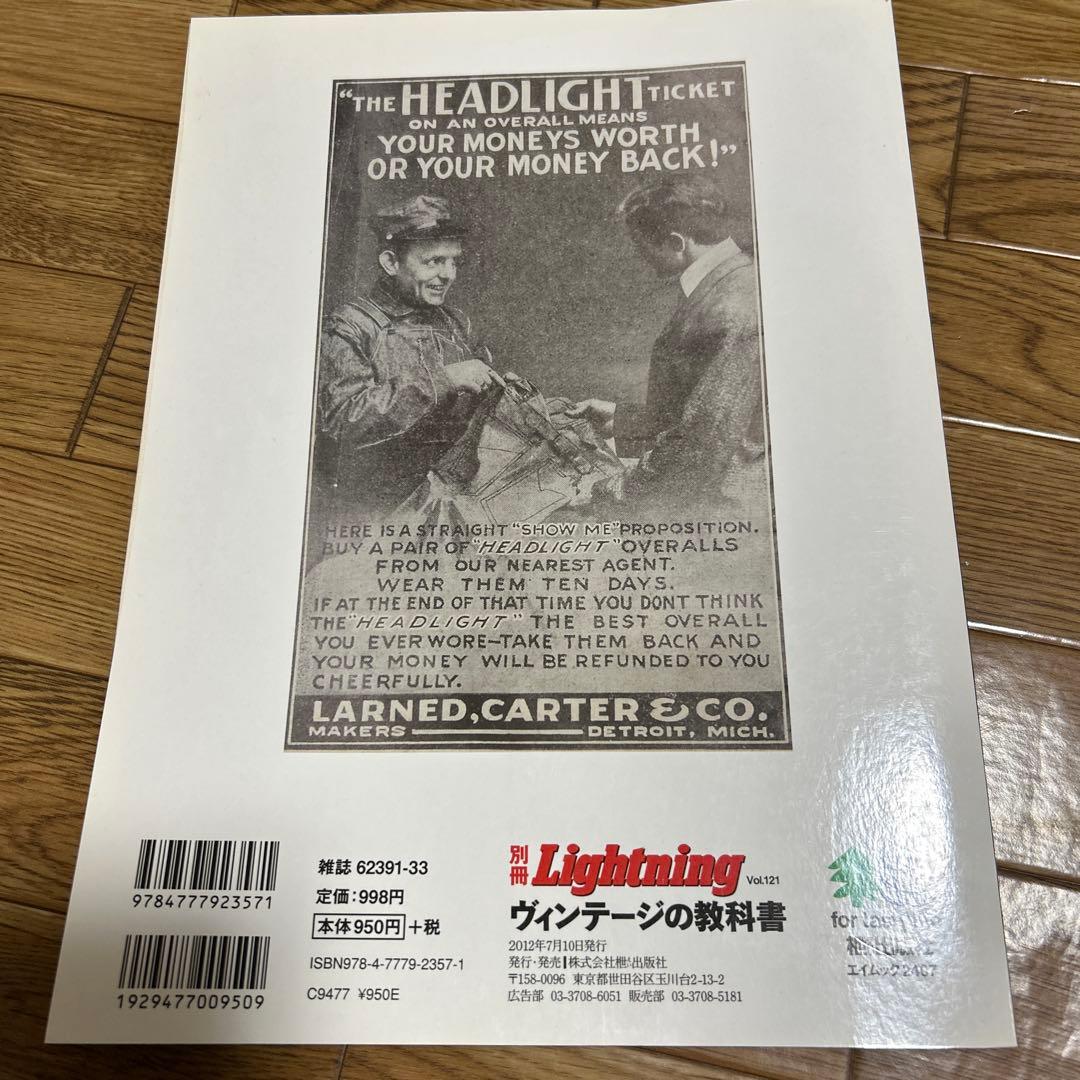 “THE HEADLIGHT TICKET
ON AN OVERALL MEANS
YOUR MONEYS WORTH
OR YOUR MONEY BACK!”
HERE IS A STRAIGHT “SHOW ME” PROPOSITION.
BUY A PAIR OF “HEADLIGHT” OVERALLS
FROM OUR NEAREST AGENT.
WEAR THEM TEN DAYS.
IF AT THE END OF THAT TIME YOU DONT THINK
THE “HEADLIGHT” THE BEST OVERALL
YOU EVER WORE—TAKE THEM BACK AND
YOUR MONEY WILL BE REFUNDED TO YOU
CHEERFULLY.
LARNED, CARTER & CO.
MAKERS DETROIT, MICH.
9784777923571
1929477009509
雑誌 62391-33
定価:998円
本体950円+税
ISBN978-4-7779-2357-1
C9477 ¥950E
別冊 Lightning Vol.121
ヴィンテージの教科書
2012年7月10日発行
発行・発売 株式会社枻出版社
〒158-0096 東京都世田谷区玉川台2-13-2
広告部 03-3708-6051 販売部 03-3708-5181
エイムック 2407